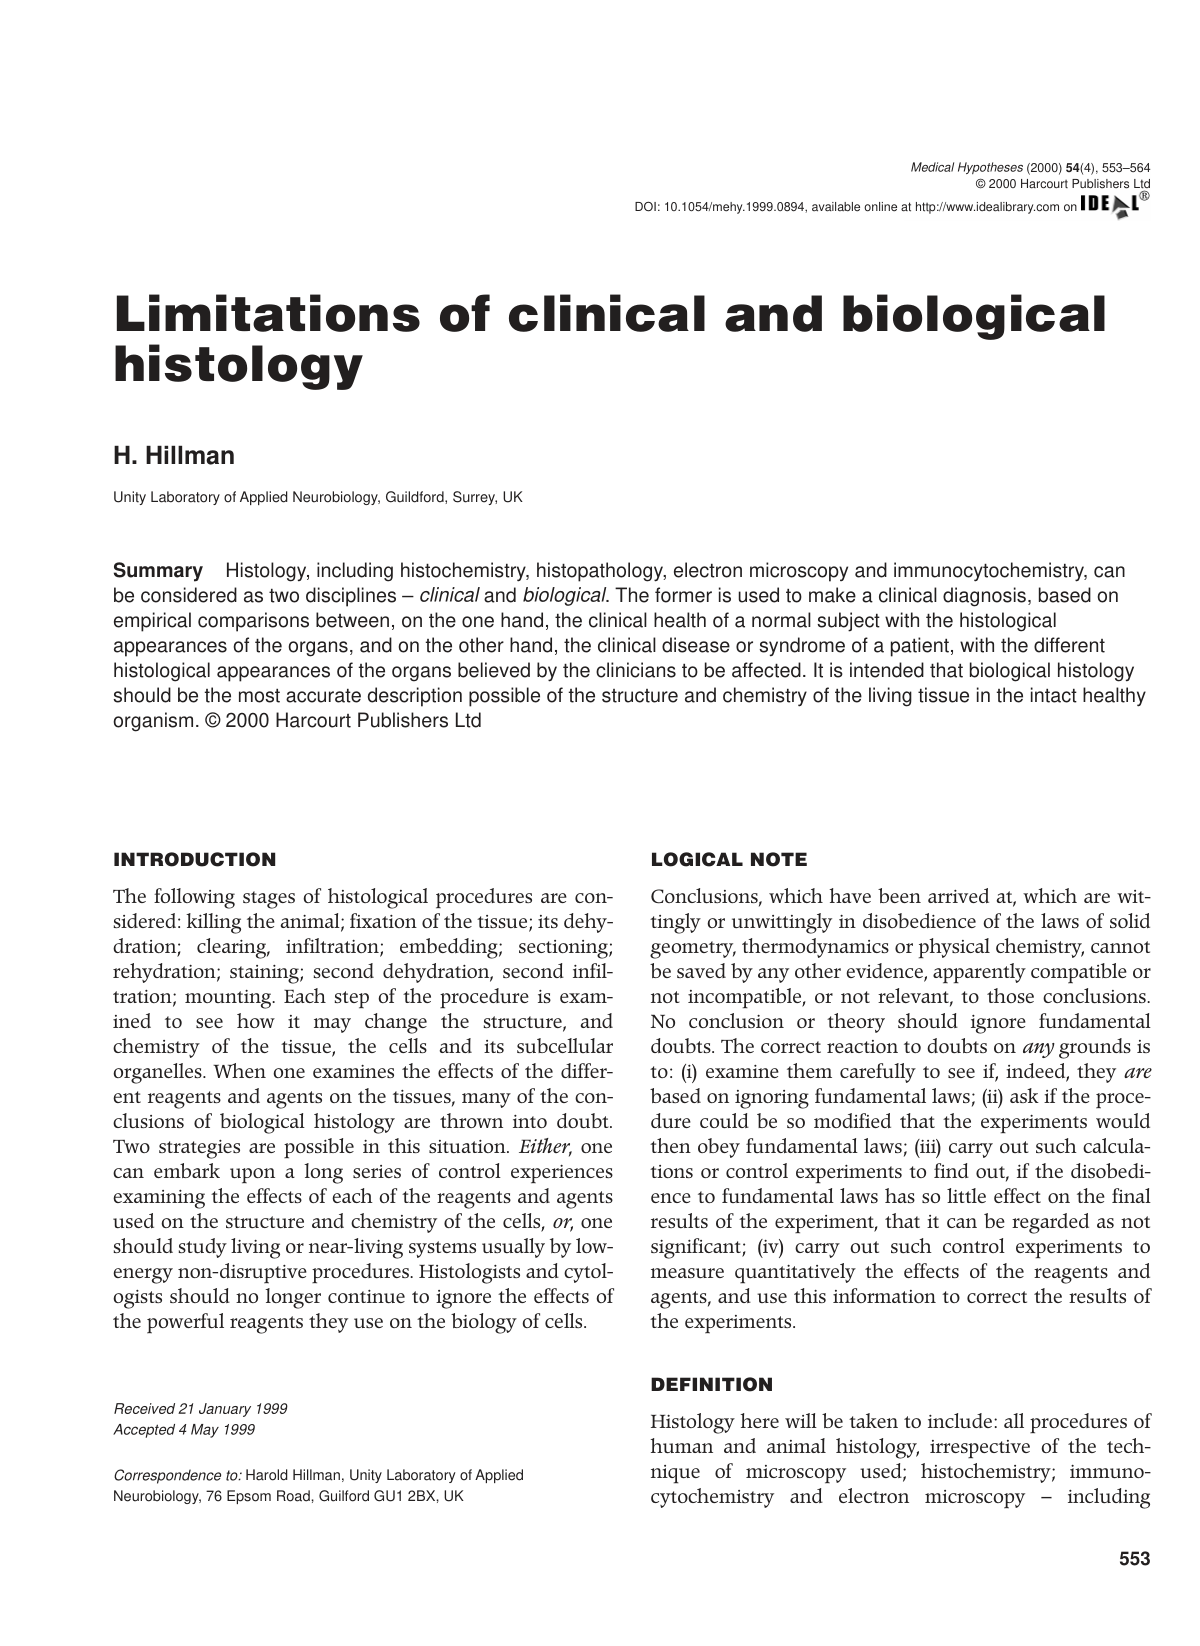 Medical Hypotheses (2000) 54(4), 553–564
© 2000 Harcourt Publishers Ltd
DOI: 10.1054/mehy.1999.0894, available online at http://www.idealibrary.com on IDEAL®
Limitations of clinical and biological
histology
H. Hillman
Unity Laboratory of Applied Neurobiology, Guildford, Surrey, UK
Summary Histology, including histochemistry, histopathology, electron microscopy and immunocytochemistry, can
be considered as two disciplines – clinical and biological. The former is used to make a clinical diagnosis, based on
empirical comparisons between, on the one hand, the clinical health of a normal subject with the histological
appearances of the organs, and on the other hand, the clinical disease or syndrome of a patient, with the different
histological appearances of the organs believed by the clinicians to be affected. It is intended that biological histology
should be the most accurate description possible of the structure and chemistry of the living tissue in the intact healthy
organism. © 2000 Harcourt Publishers Ltd
INTRODUCTION
The following stages of histological procedures are con-
sidered: killing the animal; fixation of the tissue; its dehy-
dration; clearing, infiltration; embedding; sectioning;
rehydration; staining; second dehydration, second infil-
tration; mounting. Each step of the procedure is exam-
ined to see how it may change the structure, and
chemistry of the tissue, the cells and its subcellular
organelles. When one examines the effects of the differ-
ent reagents and agents on the tissues, many of the con-
clusions of biological histology are thrown into doubt.
Two strategies are possible in this situation. Either, one
can embark upon a long series of control experiences
examining the effects of each of the reagents and agents
used on the structure and chemistry of the cells, or, one
should study living or near-living systems usually by low-
energy non-disruptive procedures. Histologists and cytol-
ogists should no longer continue to ignore the effects of
the powerful reagents they use on the biology of cells.
Received 21 January 1999
Accepted 4 May 1999
Correspondence to: Harold Hillman, Unity Laboratory of Applied
Neurobiology, 76 Epsom Road, Guilford GU1 2BX, UK
LOGICAL NOTE
Conclusions, which have been arrived at, which are wit-
tingly or unwittingly in disobedience of the laws of solid
geometry, thermodynamics or physical chemistry, cannot
be saved by any other evidence, apparently compatible or
not incompatible, or not relevant, to those conclusions.
No conclusion or theory should ignore fundamental
doubts. The correct reaction to doubts on any grounds is
to: (i) examine them carefully to see if, indeed, they are
based on ignoring fundamental laws; (ii) ask if the proce-
dure could be so modified that the experiments would
then obey fundamental laws; (iii) carry out such calcula-
tions or control experiments to find out, if the disobedi-
ence to fundamental laws has so little effect on the final
results of the experiment, that it can be regarded as not
significant; (iv) carry out such control experiments to
measure quantitatively the effects of the reagents and
agents, and use this information to correct the results of
the experiments.
DEFINITION
Histology here will be taken to include: all procedures of
human and animal histology, irrespective of the tech-
nique of microscopy used; histochemistry; immuno-
cytochemistry and electron microscopy – including
553